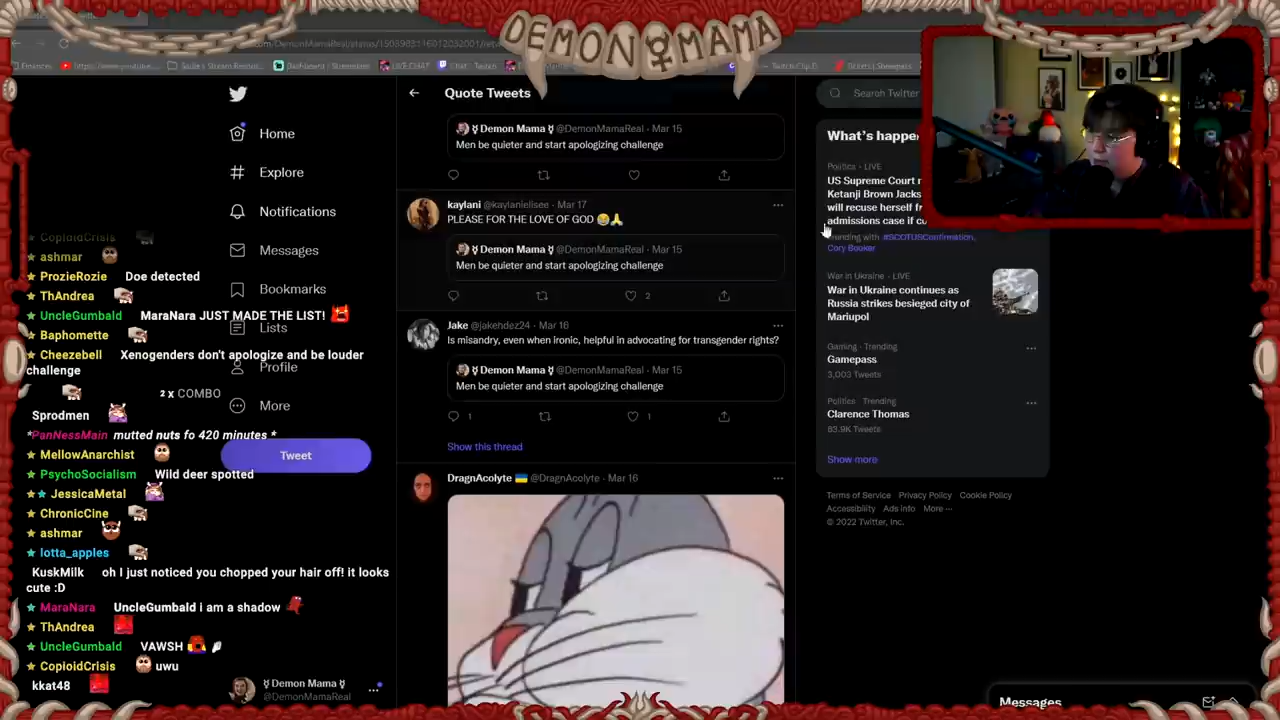 DEMON MAMA
Home
Explore
Notifications
Messages
Bookmarks
Lists
Profile
More
Tweet
☿ Demon Mama ☿
@DemonMamaReal
CopioidCrisis
ashmar
ProzieRozie Doe detected
ThAndrea
UncleGumbald MaraNara JUST MADE THE LIST!
Baphomette
Cheezebell Xenogenders don't apologize and be louder
challenge
2 x COMBO
Sprodmen
*PanNessMain mutted nuts fo 420 minutes *
MellowAnarchist
PsychoSocialism Wild deer spotted
JessicaMetal
ChronicCine
ashmar
lotta_apples
KuskMilk oh I just noticed you chopped your hair off! it looks
cute :D
MaraNara UncleGumbald i am a shadow
ThAndrea
UncleGumbald VAWSH
CopioidCrisis uwu
kkat48
Quote Tweets
☿ Demon Mama ☿ @DemonMamaReal · Mar 15
Men be quieter and start apologizing challenge
kaylani @kaylanielisee · Mar 17
PLEASE FOR THE LOVE OF GOD 😂🙏
☿ Demon Mama ☿ @DemonMamaReal · Mar 15
Men be quieter and start apologizing challenge
2
Jake @jakehdez24 · Mar 16
Is misandry, even when ironic, helpful in advocating for transgender rights?
☿ Demon Mama ☿ @DemonMamaReal · Mar 15
Men be quieter and start apologizing challenge
1 1
Show this thread
DragnAcolyte 🇺🇦 @DragnAcolyte · Mar 16
Search Twitter
What's happe
Politics · LIVE
US Supreme Court
Ketanji Brown Jacks
will recuse herself fr
admissions case if co
Trending with #SCOTUSConfirmation,
Cory Booker
War in Ukraine · LIVE
War in Ukraine continues as
Russia strikes besieged city of
Mariupol
Gaming · Trending
Gamepass
3,003 Tweets
Politics · Trending
Clarence Thomas
83.9K Tweets
Show more
Terms of Service Privacy Policy Cookie Policy
Accessibility Ads info More ···
© 2022 Twitter, Inc.
Messages